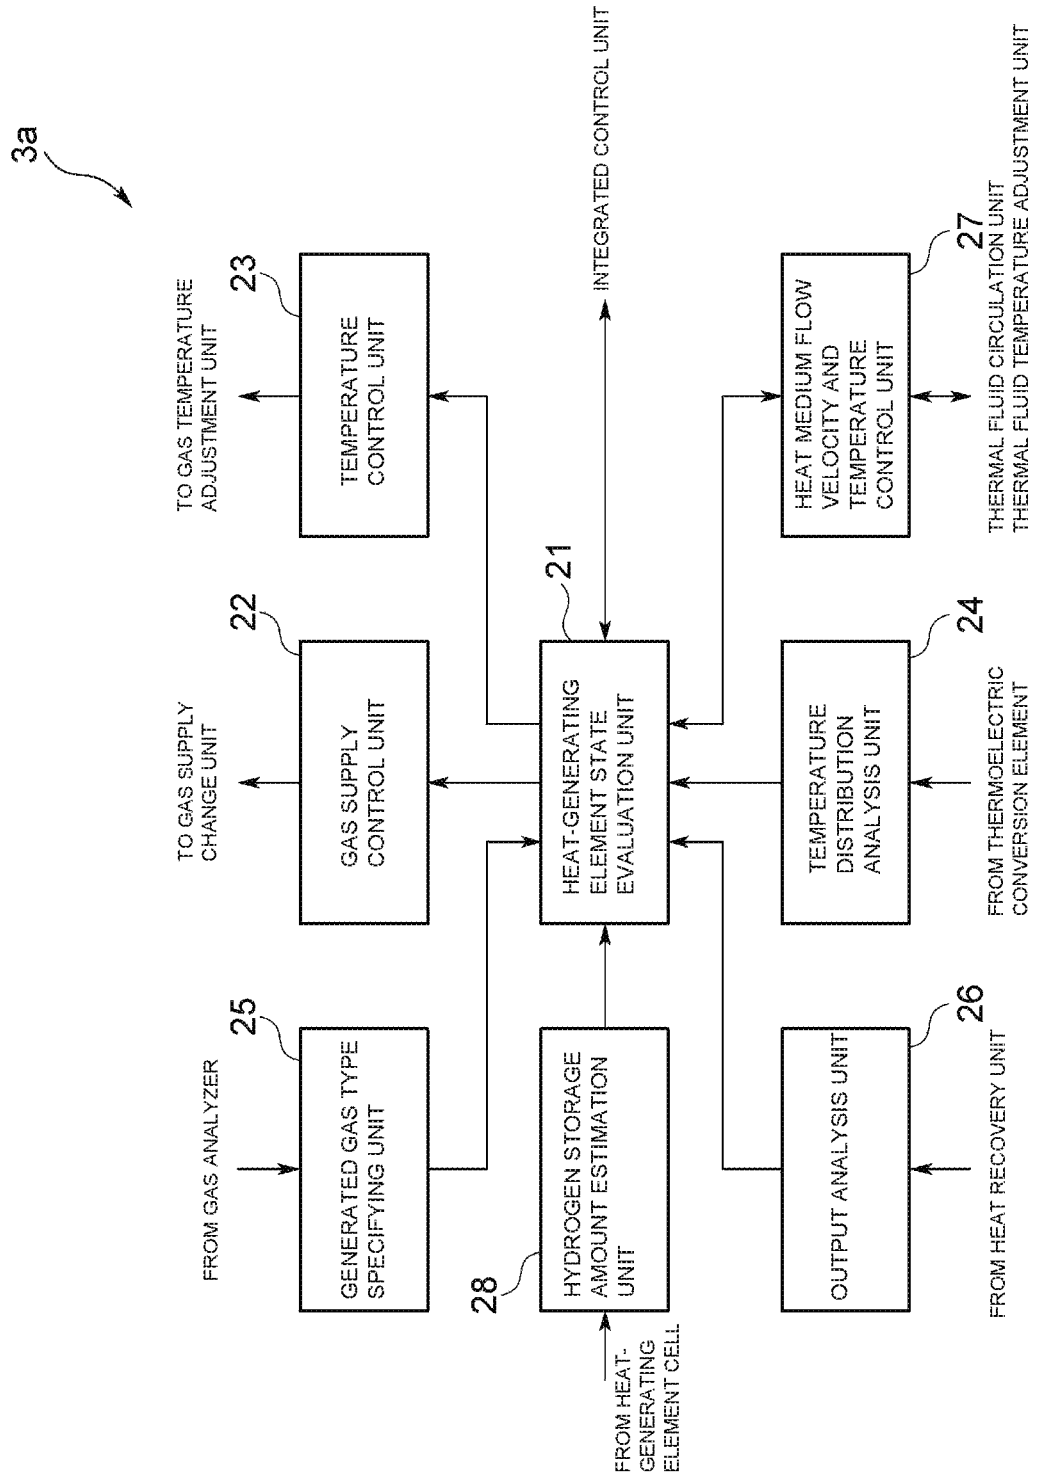 3a
FROM GAS ANALYZER
25
GENERATED GAS TYPE
SPECIFYING UNIT
TO GAS SUPPLY
CHANGE UNIT
22
GAS SUPPLY
CONTROL UNIT
TO GAS TEMPERATURE
ADJUSTMENT UNIT
23
TEMPERATURE
CONTROL UNIT
FROM HEAT-
GENERATING
ELEMENT CELL
28
HYDROGEN STORAGE
AMOUNT ESTIMATION
UNIT
21
HEAT-GENERATING
ELEMENT STATE
EVALUATION UNIT
INTEGRATED CONTROL UNIT
26
OUTPUT ANALYSIS UNIT
FROM HEAT RECOVERY UNIT
24
TEMPERATURE
DISTRIBUTION
ANALYSIS UNIT
FROM THERMOELECTRIC
CONVERSION ELEMENT
27
HEAT MEDIUM FLOW
VELOCITY AND
TEMPERATURE
CONTROL UNIT
THERMAL FLUID CIRCULATION UNIT
THERMAL FLUID TEMPERATURE ADJUSTMENT UNIT